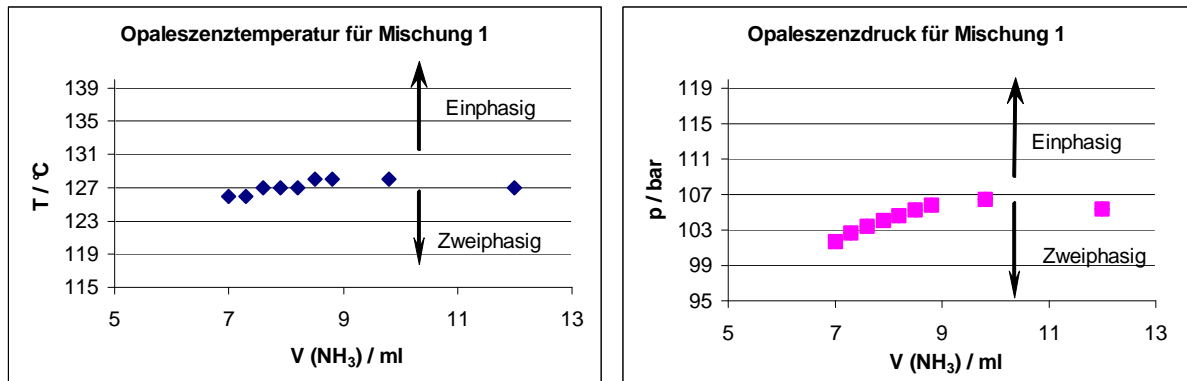 Opaleszenztemperatur für Mischung 1
139
135
131
127
123
119
115
T / °C
Einphasig
Zweiphasig
5
7
9
11
13
V (NH₃) / ml
Opaleszenzdruck für Mischung 1
119
115
111
107
103
99
95
p / bar
Einphasig
Zweiphasig
5
7
9
11
13
V (NH₃) / ml